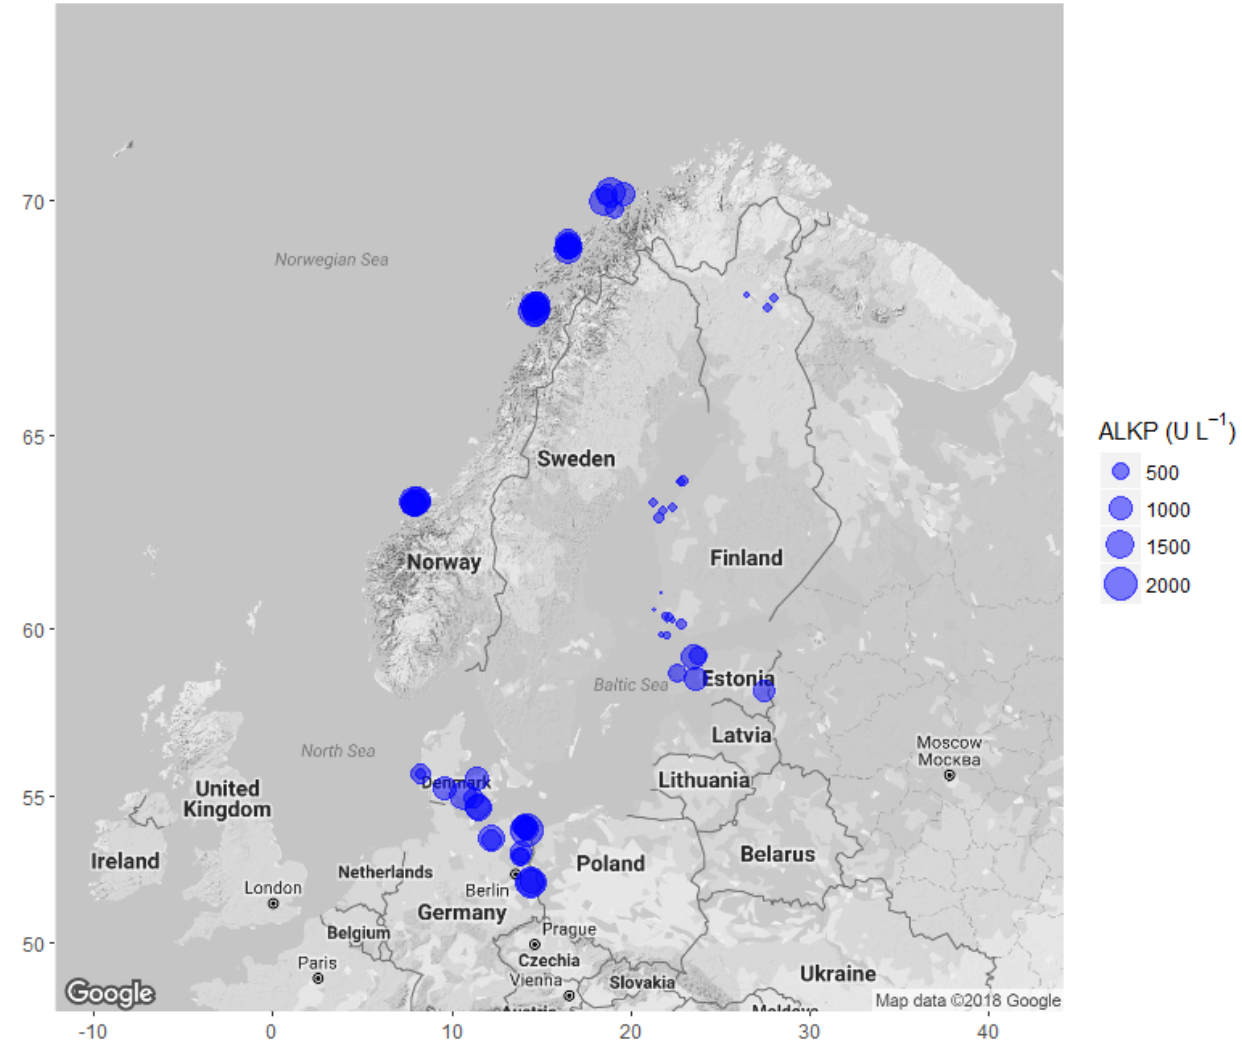 70
65
60
55
50
-10
0
10
20
30
40
Norwegian Sea
Sweden
Norway
Finland
Baltic Sea
Estonia
Latvia
Lithuania
Moscow
Москва
North Sea
Denmark
United
Kingdom
Ireland
London
Netherlands
Berlin
Poland
Belarus
Germany
Belgium
Prague
Czechia
Paris
Vienna
Slovakia
Ukraine
Google
Map data ©2018 Google
ALKP (U L⁻¹)
500
1000
1500
2000